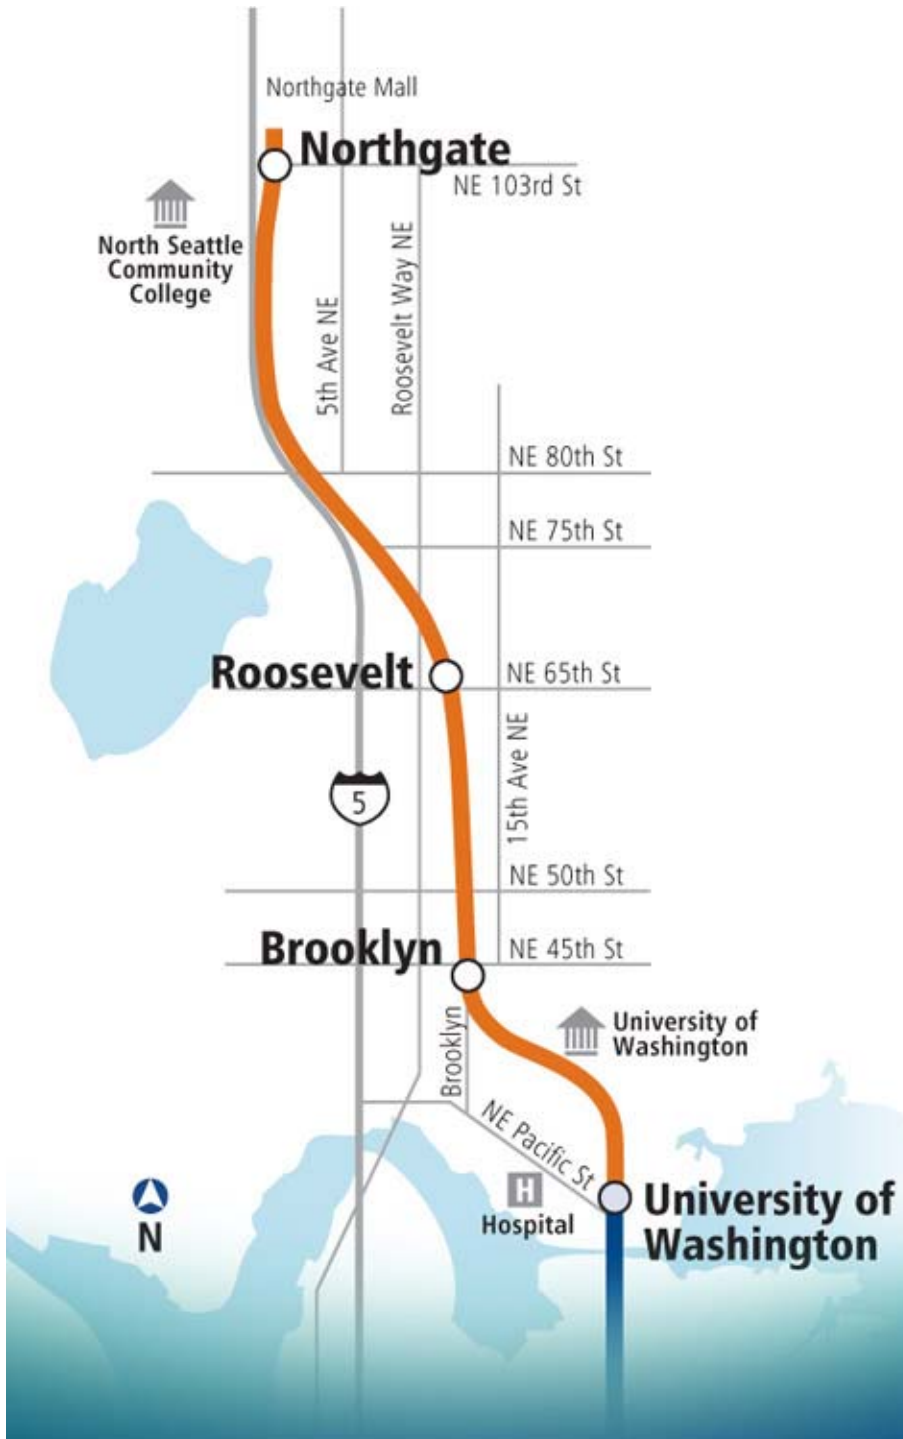 Northgate Mall
Northgate
NE 103rd St
North Seattle
Community
College
5th Ave NE
Roosevelt Way NE
NE 80th St
NE 75th St
Roosevelt
NE 65th St
15th Ave NE
5
NE 50th St
Brooklyn
NE 45th St
University of
Washington
Brooklyn
NE Pacific St
H
Hospital
University of
Washington
N